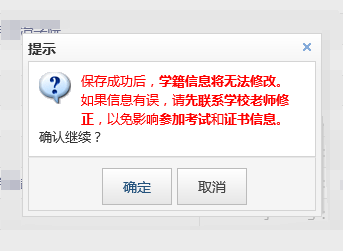 提示
保存成功后，学籍信息将无法修改。
如果信息有误，请先联系学校老师修
正，以免影响参加考试和证书信息。
确认继续？
确定 取消